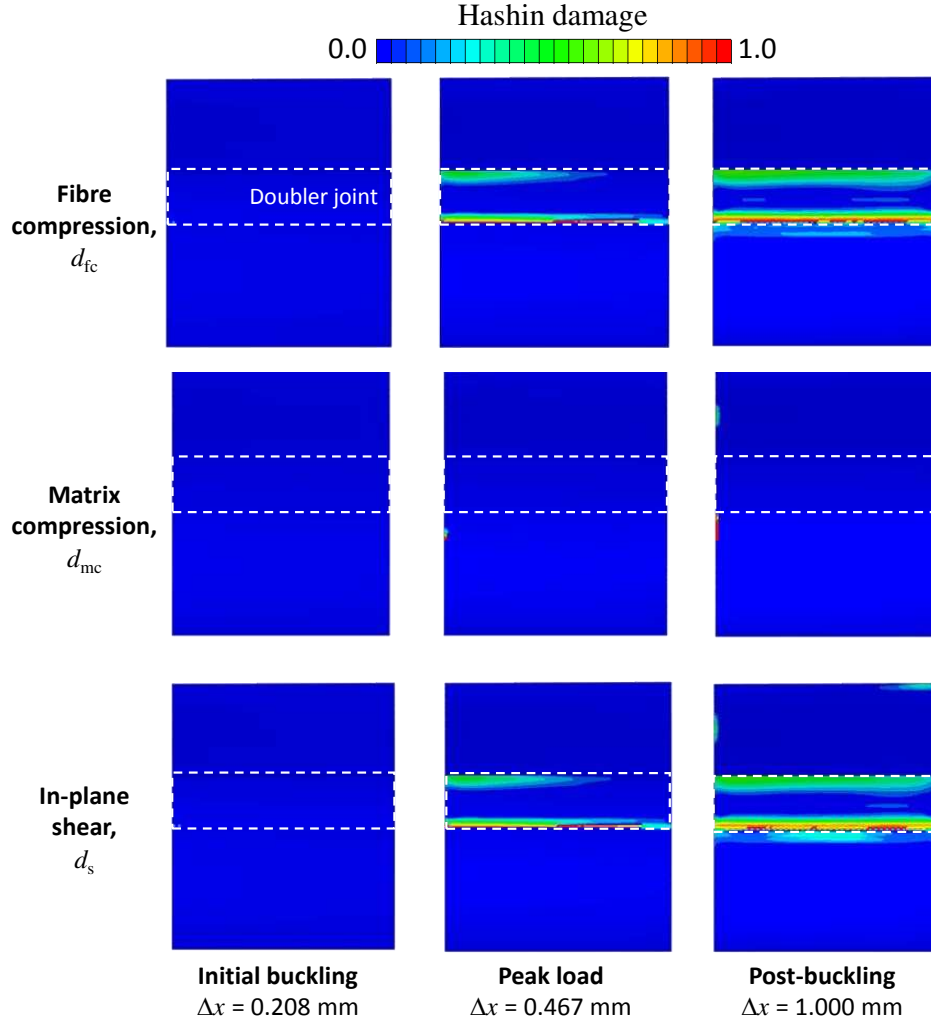 Hashin damage
0.0 1.0
Fibre
compression,
dfc
Doubler joint
Matrix
compression,
dmc
In-plane
shear,
ds
Initial buckling Peak load Post-buckling
Δx = 0.208 mm Δx = 0.467 mm Δx = 1.000 mm